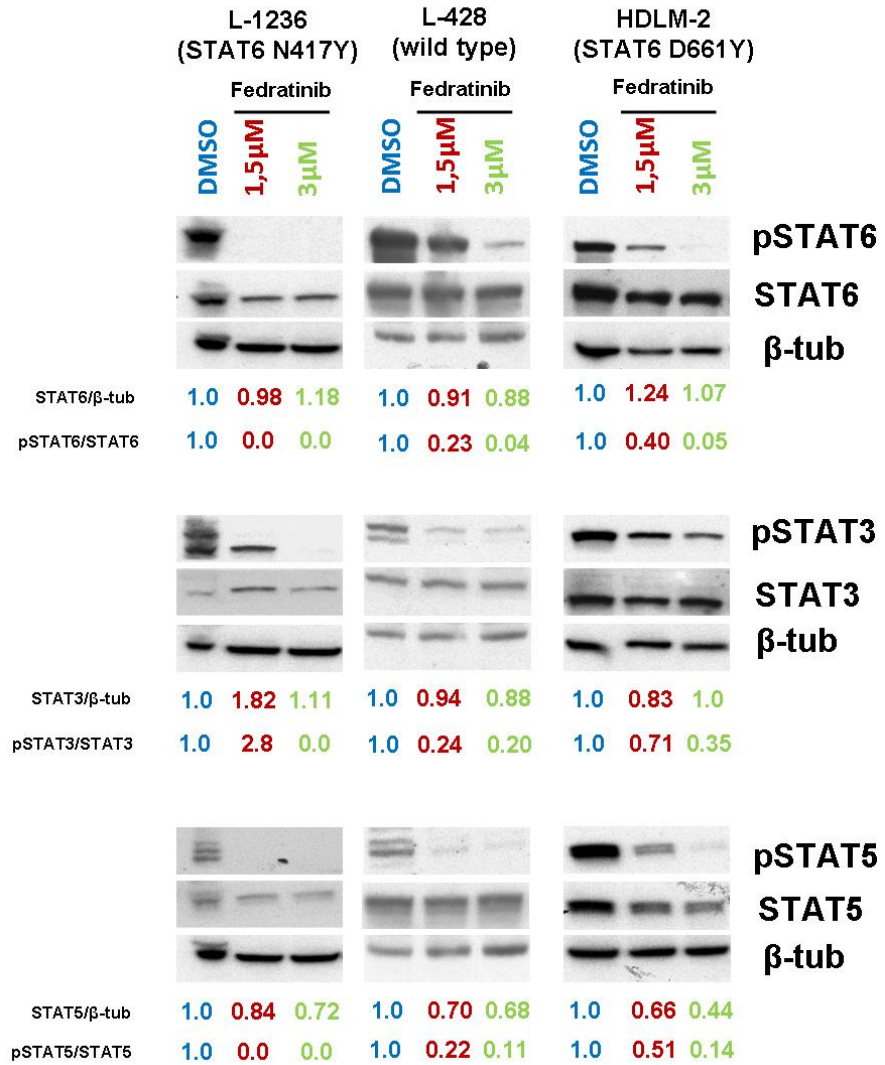 L-1236 L-428 HDLM-2
(STAT6 N417Y) (wild type) (STAT6 D661Y)
Fedratinib Fedratinib Fedratinib
DMSO 1,5µM 3µM DMSO 1,5µM 3µM DMSO 1,5µM 3µM
pSTAT6
STAT6
β-tub
STAT6/β-tub 1.0 0.98 1.18 1.0 0.91 0.88 1.0 1.24 1.07
pSTAT6/STAT6 1.0 0.0 0.0 1.0 0.23 0.04 1.0 0.40 0.05
pSTAT3
STAT3
β-tub
STAT3/β-tub 1.0 1.82 1.11 1.0 0.94 0.88 1.0 0.83 1.0
pSTAT3/STAT3 1.0 2.8 0.0 1.0 0.24 0.20 1.0 0.71 0.35
pSTAT5
STAT5
β-tub
STAT5/β-tub 1.0 0.84 0.72 1.0 0.70 0.68 1.0 0.66 0.44
pSTAT5/STAT5 1.0 0.0 0.0 1.0 0.22 0.11 1.0 0.51 0.14